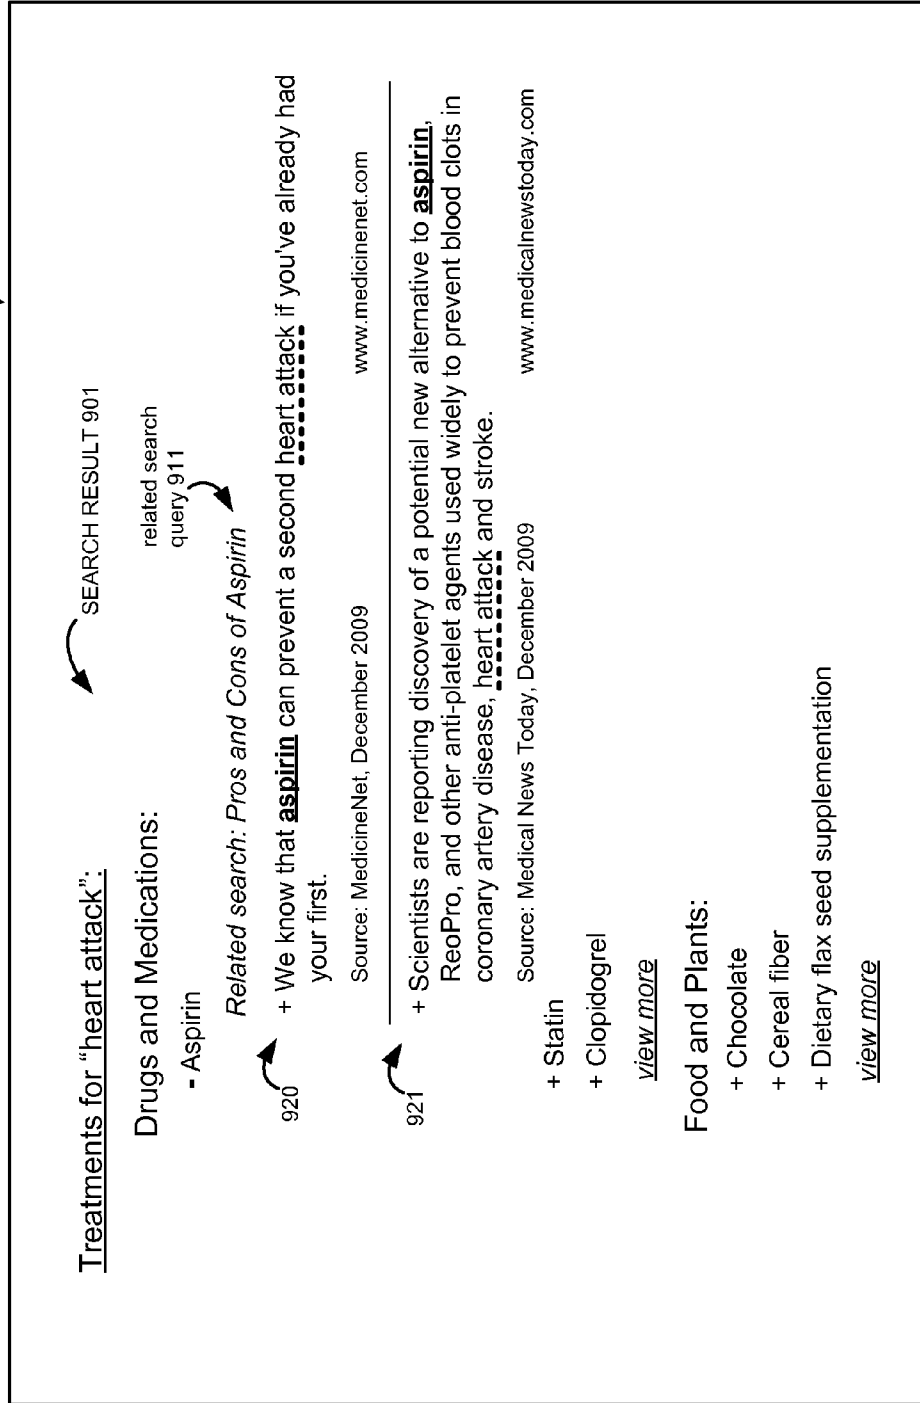 SEARCH RESULT 901
Treatments for “heart attack”:
Drugs and Medications:
related search
query 911
- Aspirin
Related search: Pros and Cons of Aspirin
920
+ We know that aspirin can prevent a second heart attack if you've already had
your first.
Source: MedicineNet, December 2009 www.medicinenet.com
921
+ Scientists are reporting discovery of a potential new alternative to aspirin,
ReoPro, and other anti-platelet agents used widely to prevent blood clots in
coronary artery disease, heart attack and stroke.
Source: Medical News Today, December 2009 www.medicalnewstoday.com
+ Statin
+ Clopidogrel
view more
Food and Plants:
+ Chocolate
+ Cereal fiber
+ Dietary flax seed supplementation
view more